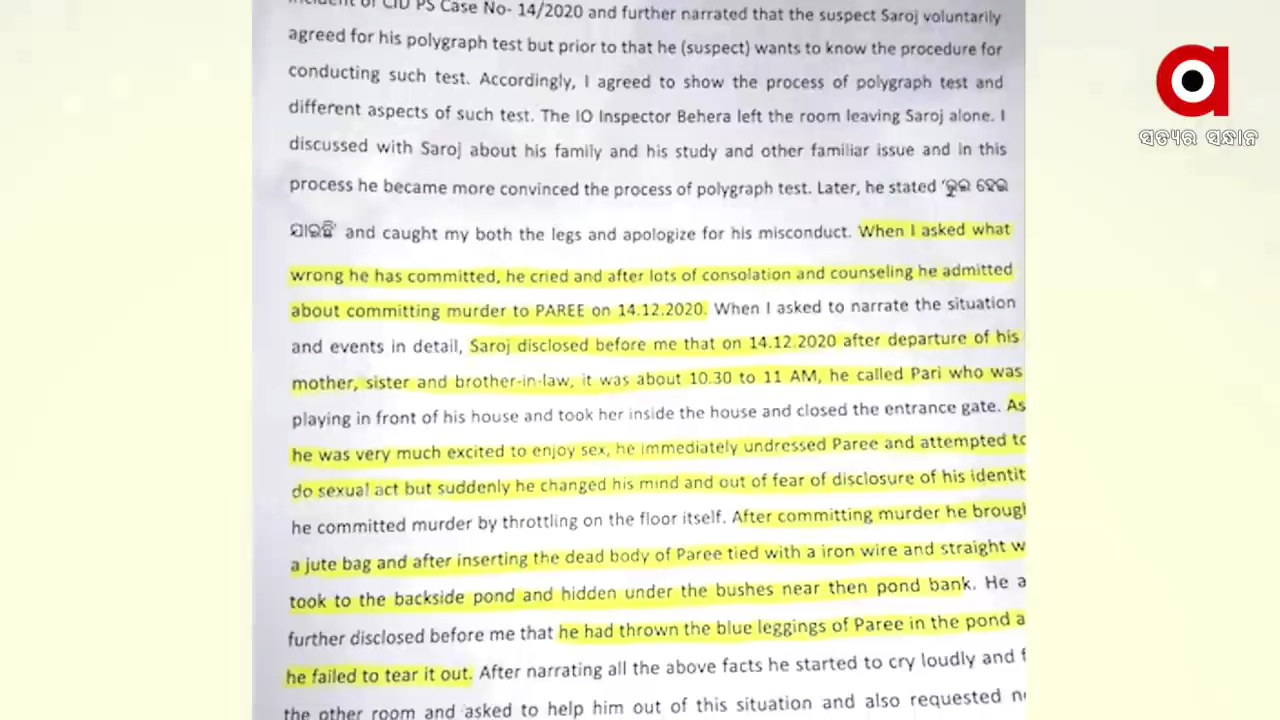 incident of CID PS Case No- 14/2020 and further narrated that the suspect Saroj voluntarily
agreed for his polygraph test but prior to that he (suspect) wants to know the procedure for
conducting such test. Accordingly, I agreed to show the process of polygraph test and
different aspects of such test. The IO Inspector Behera left the room leaving Saroj alone. I
discussed with Saroj about his family and his study and other familiar issue and in this
process he became more convinced the process of polygraph test. Later, he stated ‘ଭୁଲ ହେଇ
ଯାଇଛି’ and caught my both the legs and apologize for his misconduct. When I asked what
wrong he has committed, he cried and after lots of consolation and counseling he admitted
about committing murder to PAREE on 14.12.2020. When I asked to narrate the situation
and events in detail, Saroj disclosed before me that on 14.12.2020 after departure of his
mother, sister and brother-in-law, it was about 10.30 to 11 AM, he called Pari who was
playing in front of his house and took her inside the house and closed the entrance gate. As
he was very much excited to enjoy sex, he immediately undressed Paree and attempted to
do sexual act but suddenly he changed his mind and out of fear of disclosure of his identit
he committed murder by throttling on the floor itself. After committing murder he brough
a jute bag and after inserting the dead body of Paree tied with a iron wire and straight w
took to the backside pond and hidden under the bushes near then pond bank. He a
further disclosed before me that he had thrown the blue leggings of Paree in the pond a
he failed to tear it out. After narrating all the above facts he started to cry loudly and f
the other room and asked to help him out of this situation and also requested n
a
ସତ୍ୟର ସନ୍ଧାନ